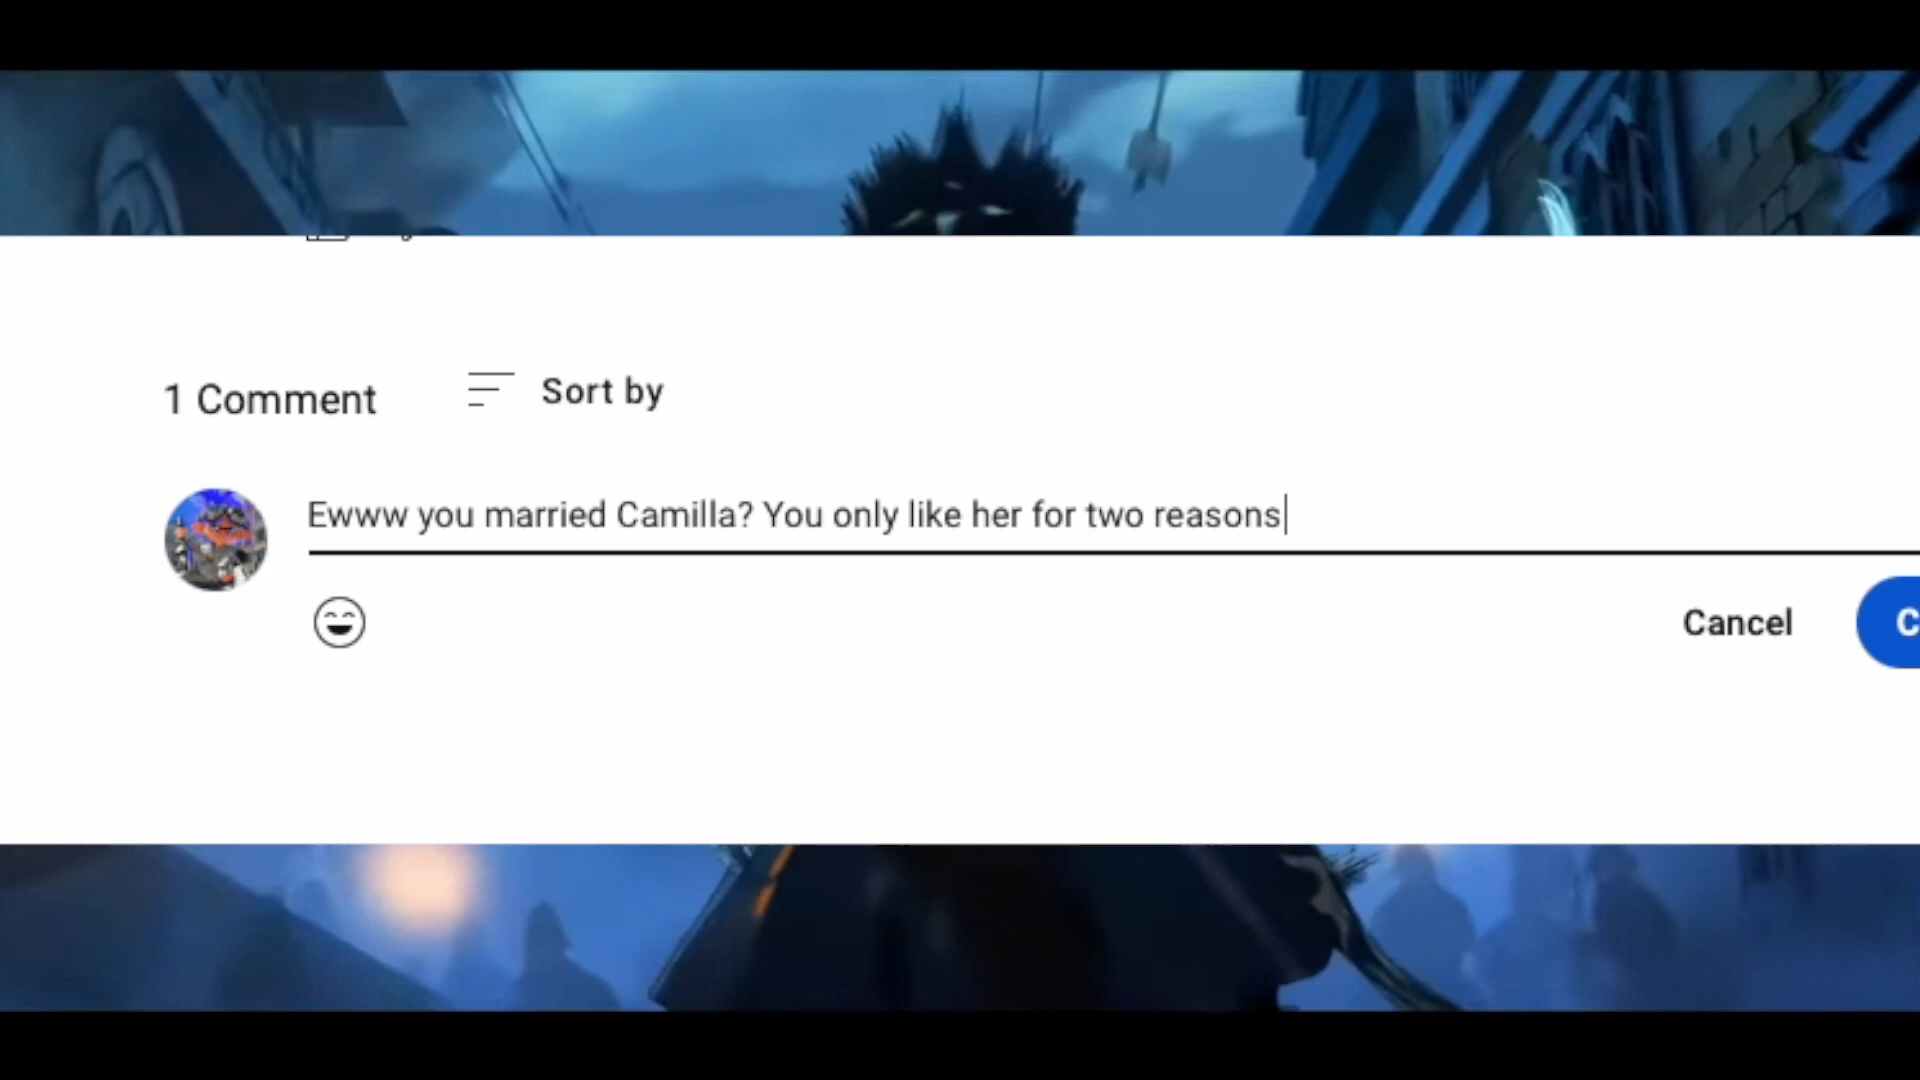 1 Comment
Sort by
Ewww you married Camilla? You only like her for two reasons
Cancel
C